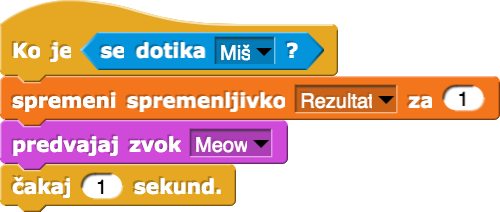 Ko je se dotika Miš ?
spremeni spremenljivko Rezultat za 1
predvajaj zvok Meow
čakaj 1 sekund.